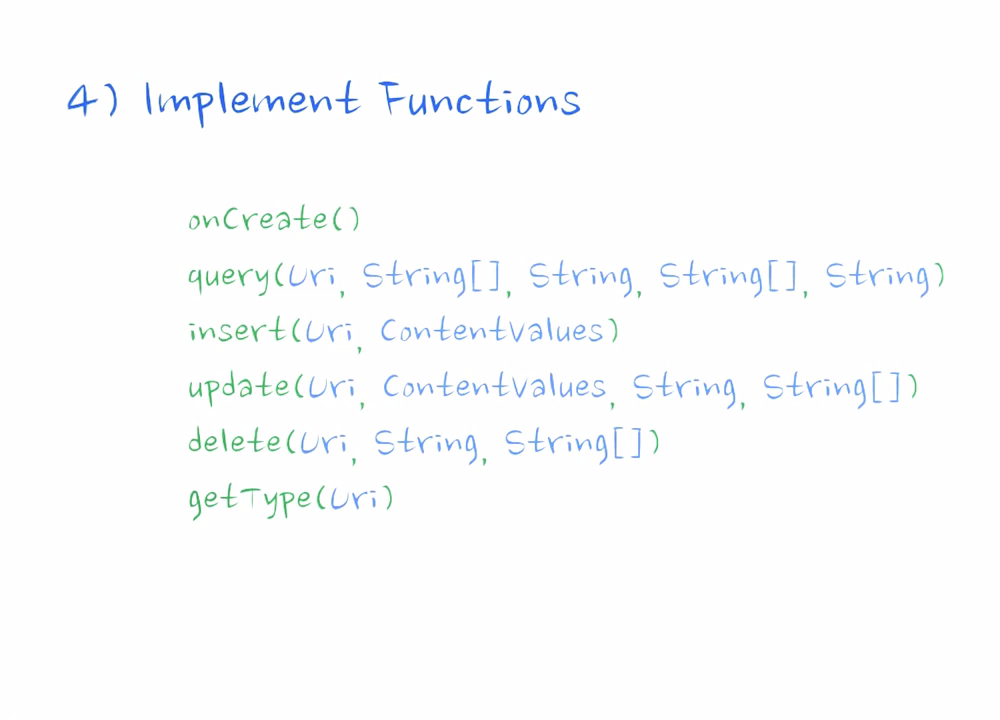 4) Implement Functions
onCreate()
query(Uri, String[], String, String[], String)
insert(Uri, ContentValues)
update(Uri, ContentValues, String, String[])
delete(Uri, String, String[])
getType(Uri)